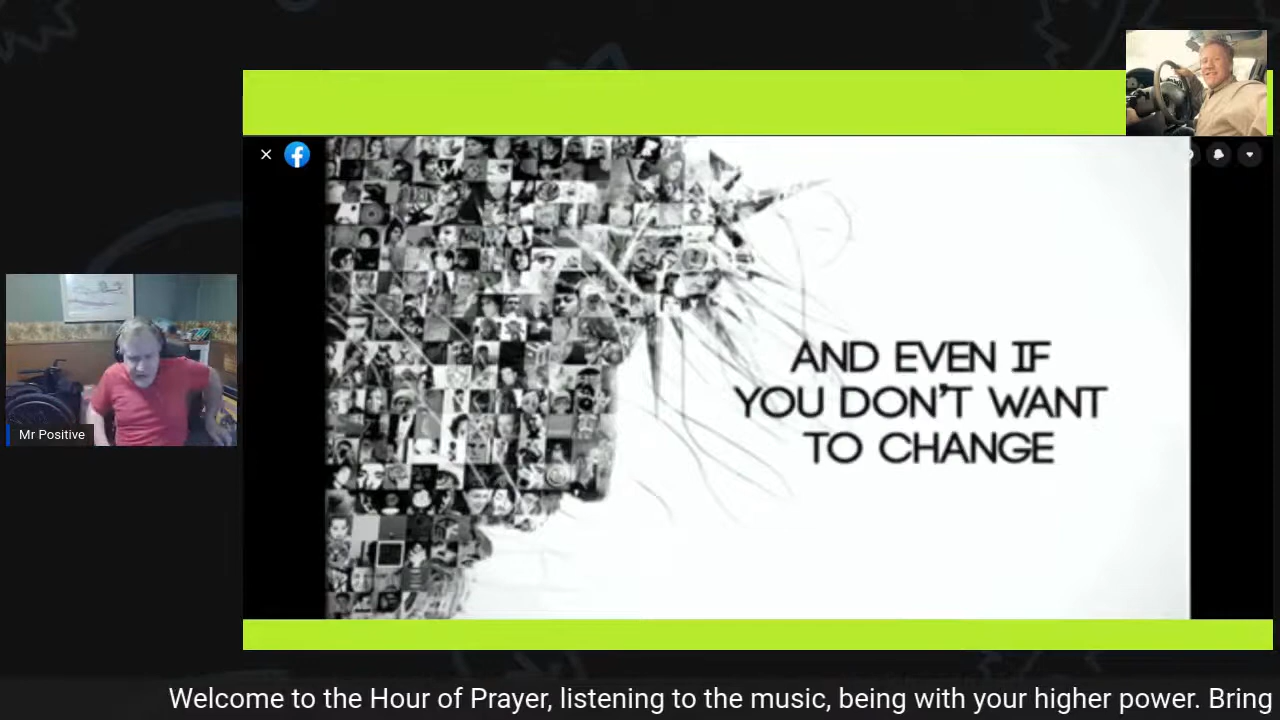 AND EVEN IF
YOU DON'T WANT
TO CHANGE
Mr Positive
Welcome to the Hour of Prayer, listening to the music, being with your higher power. Bring